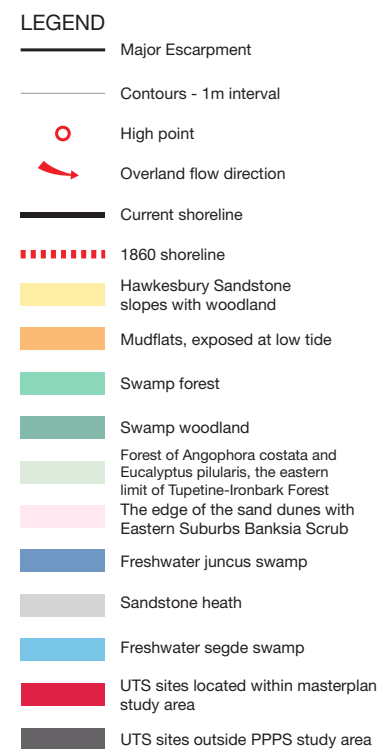 LEGEND
Major Escarpment
Contours - 1m interval
High point
Overland flow direction
Current shoreline
1860 shoreline
Hawkesbury Sandstone
slopes with woodland
Mudflats, exposed at low tide
Swamp forest
Swamp woodland
Forest of Angophora costata and
Eucalyptus pilularis, the eastern
limit of Tupetine-Ironbark Forest
The edge of the sand dunes with
Eastern Suburbs Banksia Scrub
Freshwater juncus swamp
Sandstone heath
Freshwater segde swamp
UTS sites located within masterplan
study area
UTS sites outside PPPS study area